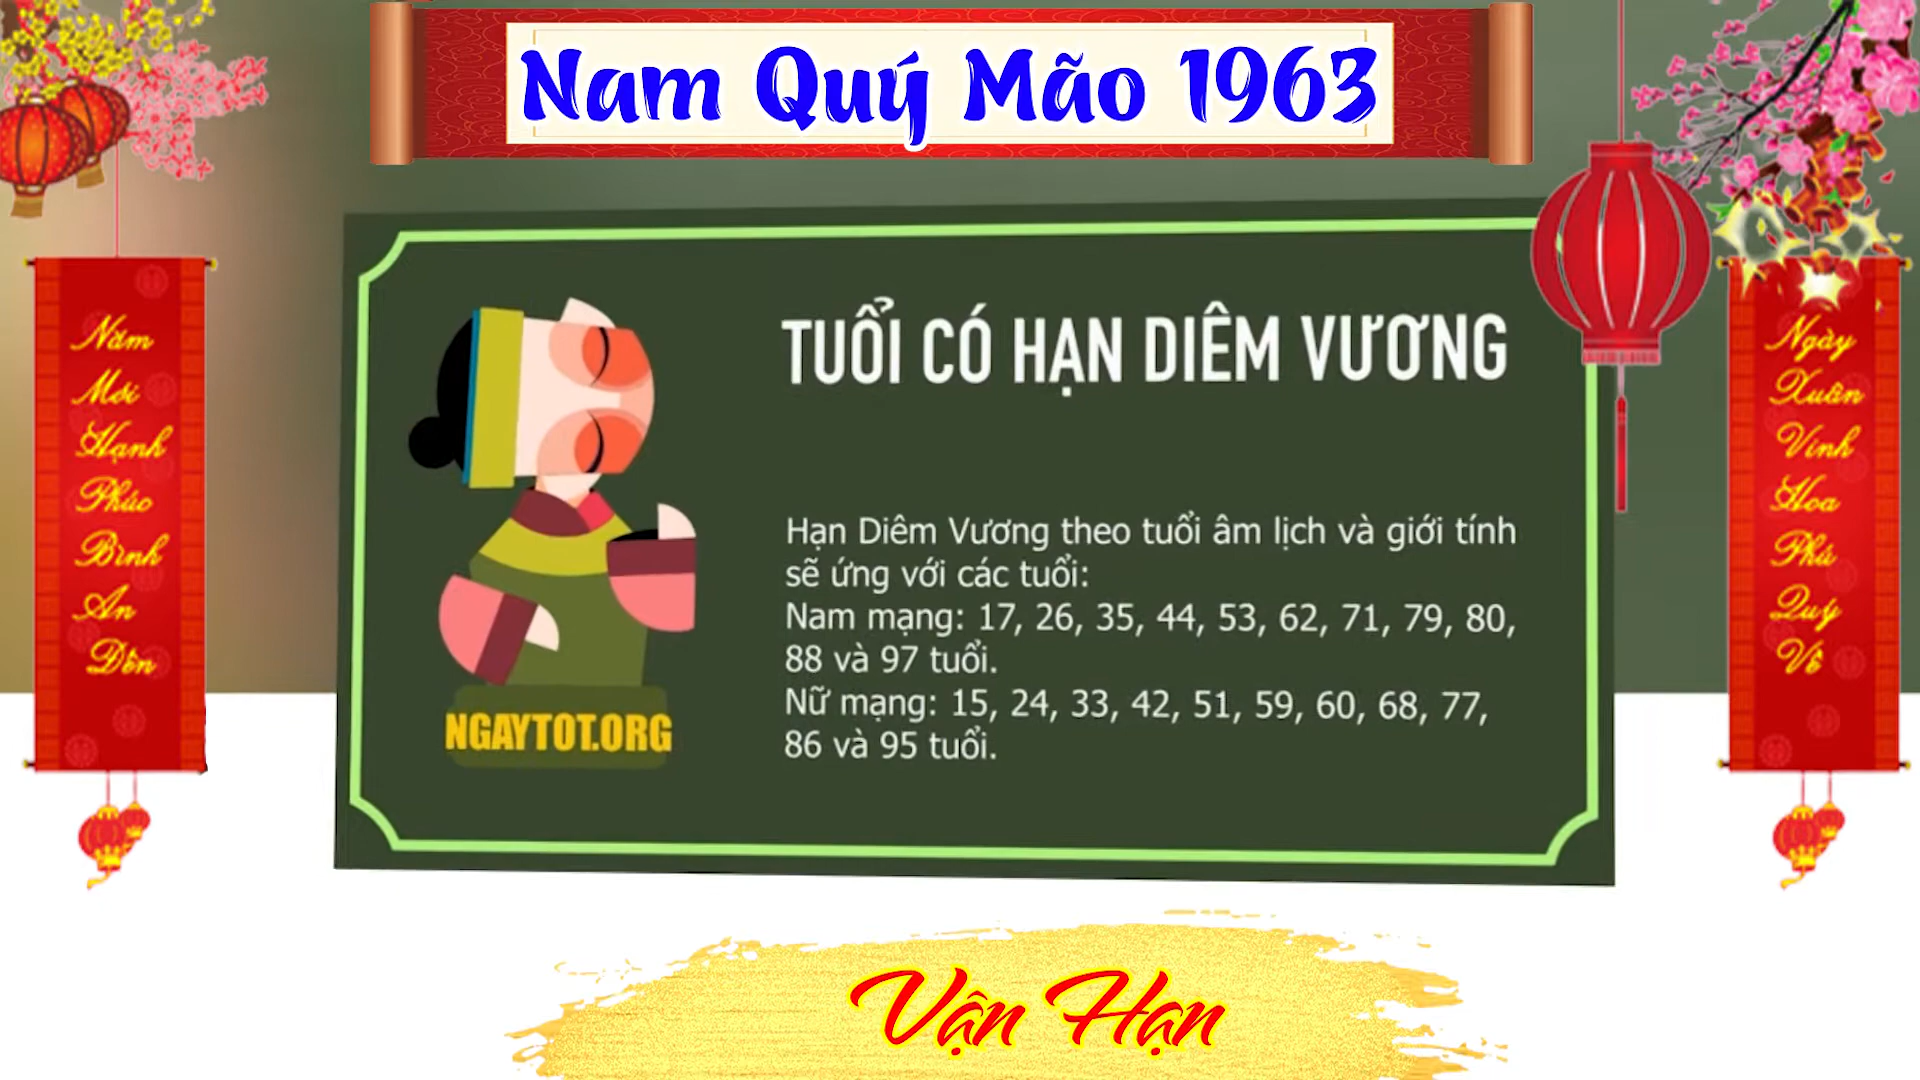 Nam Quý Mão 1963
Năm
Mới
Hạnh
Phúc
Bình
An
Đến
TUỔI CÓ HẠN DIÊM VƯƠNG
Hạn Diêm Vương theo tuổi âm lịch và giới tính
sẽ ứng với các tuổi:
Nam mạng: 17, 26, 35, 44, 53, 62, 71, 79, 80,
88 và 97 tuổi.
Nữ mạng: 15, 24, 33, 42, 51, 59, 60, 68, 77,
86 và 95 tuổi.
NGAYTOT.ORG
Ngày
Xuân
Vinh
Hoa
Phú
Quý
Về
Vận Hạn